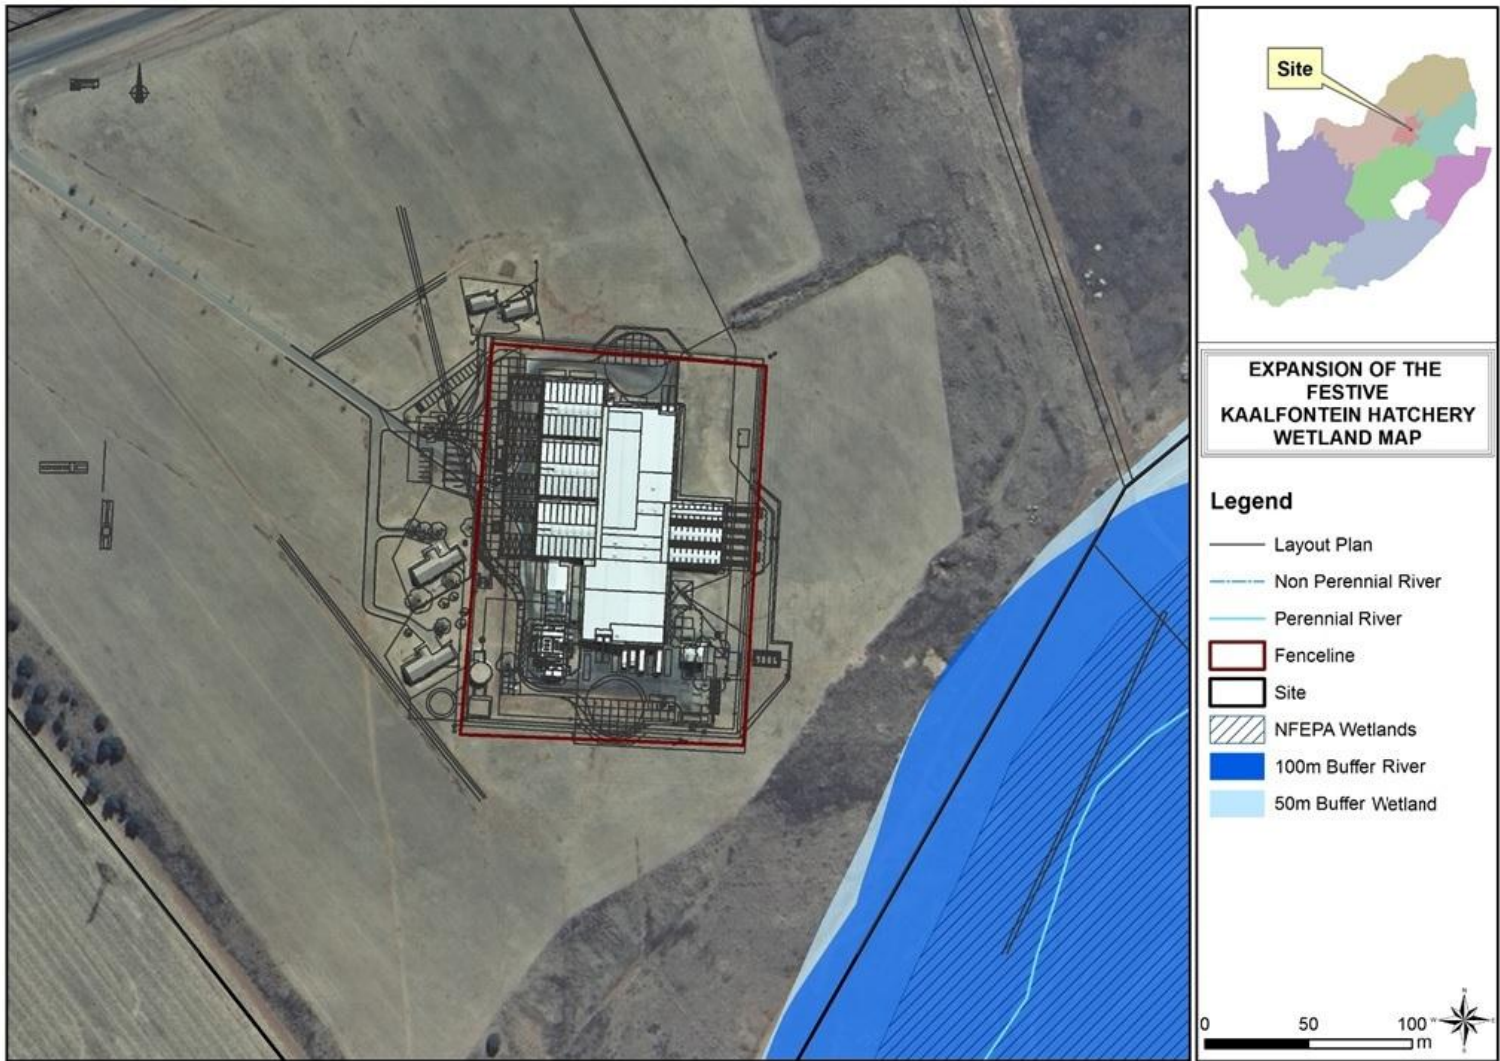 Site
EXPANSION OF THE
FESTIVE
KAALFONTEIN HATCHERY
WETLAND MAP
Legend
Layout Plan
Non Perennial River
Perennial River
Fenceline
Site
NFEPA Wetlands
100m Buffer River
50m Buffer Wetland
N
W E
S
0 50 100
m